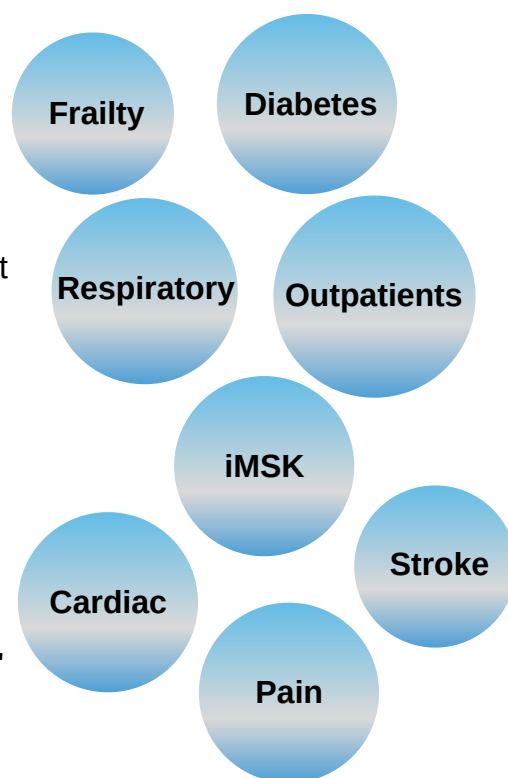 Frailty
Diabetes
t
Respiratory
Outpatients
iMSK
Stroke
Cardiac
Pain